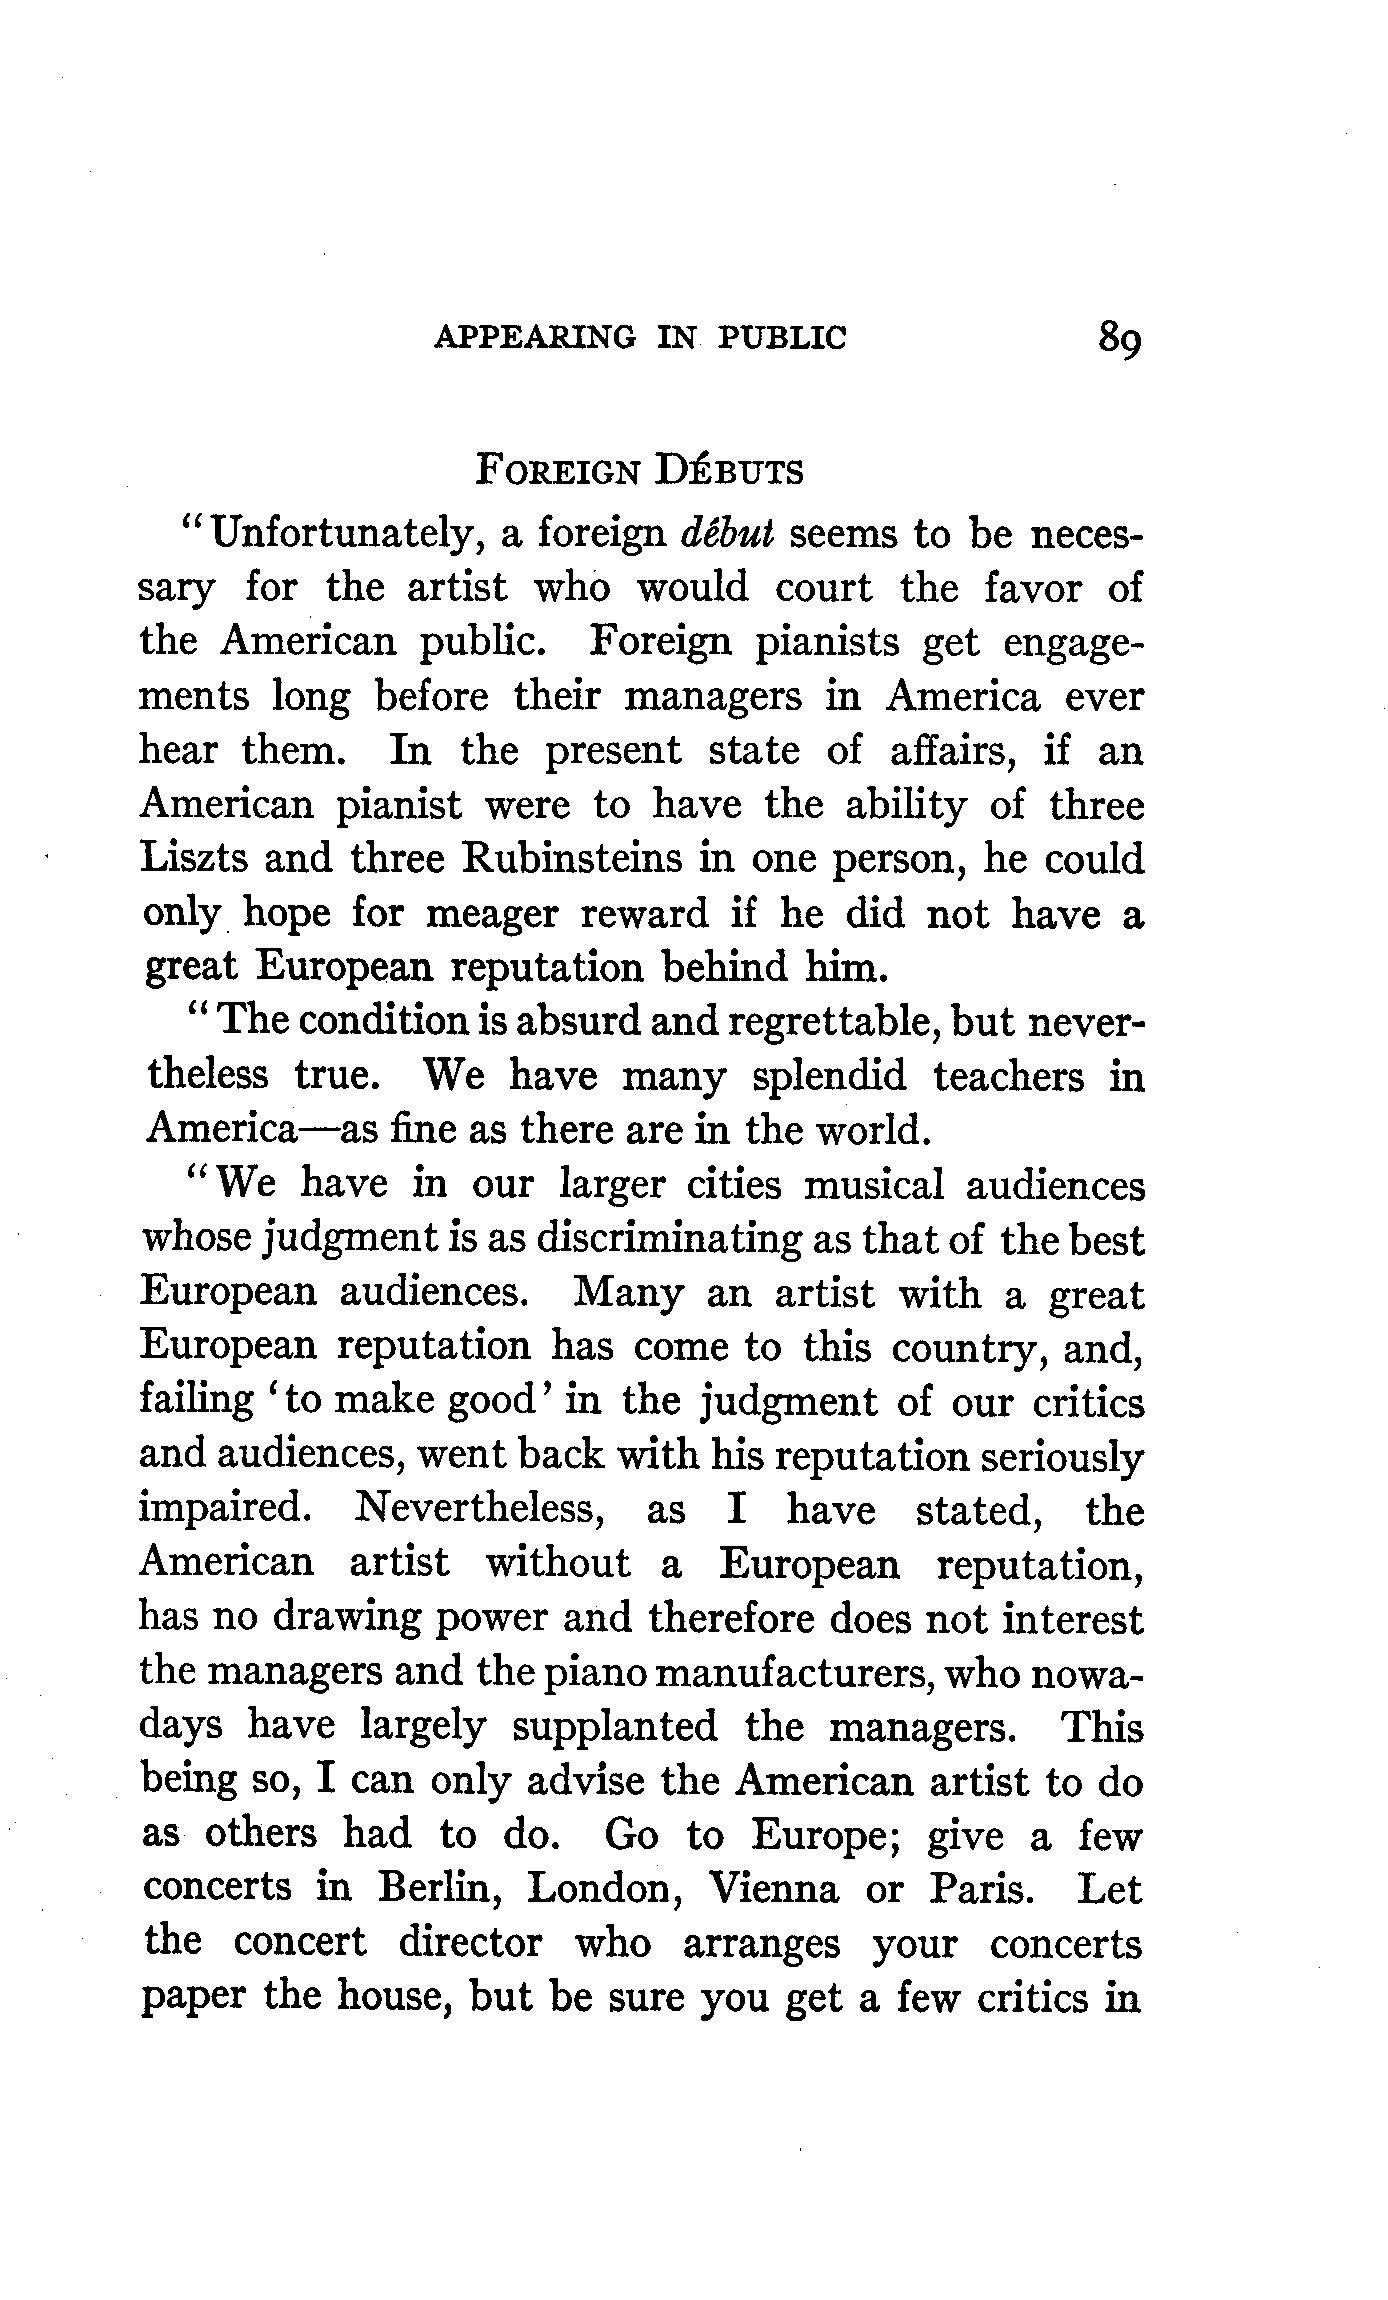 APPEARING IN PUBLIC 89
FOREIGN DÉBUTS
"Unfortunately, a foreign début seems to be neces-
sary for the artist who would court the favor of
the American public. Foreign pianists get engage-
ments long before their managers in America ever
hear them. In the present state of affairs, if an
American pianist were to have the ability of three
Liszts and three Rubinsteins in one person, he could
only hope for meager reward if he did not have a
great European reputation behind him.
"The condition is absurd and regrettable, but never-
theless true. We have many splendid teachers in
America—as fine as there are in the world.
"We have in our larger cities musical audiences
whose judgment is as discriminating as that of the best
European audiences. Many an artist with a great
European reputation has come to this country, and,
failing 'to make good' in the judgment of our critics
and audiences, went back with his reputation seriously
impaired. Nevertheless, as I have stated, the
American artist without a European reputation,
has no drawing power and therefore does not interest
the managers and the piano manufacturers, who nowa-
days have largely supplanted the managers. This
being so, I can only advise the American artist to do
as others had to do. Go to Europe; give a few
concerts in Berlin, London, Vienna or Paris. Let
the concert director who arranges your concerts
paper the house, but be sure you get a few critics in